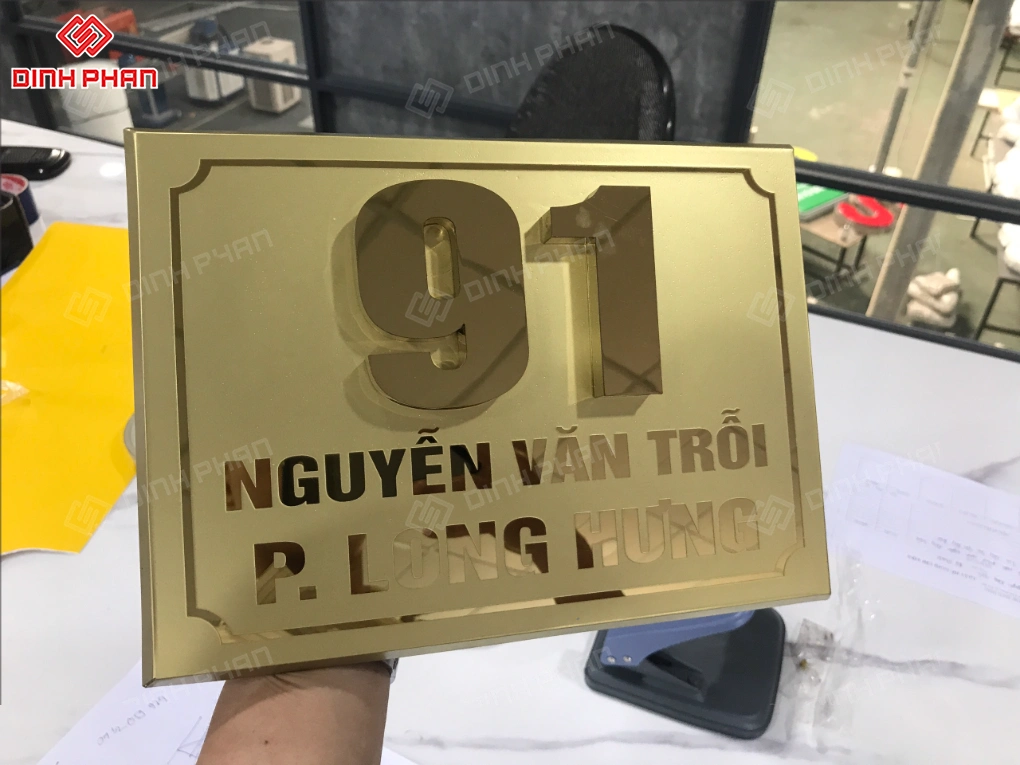 DINH PHAN
91
NGUYỄN VĂN TRỖI
P. LONG HƯNG